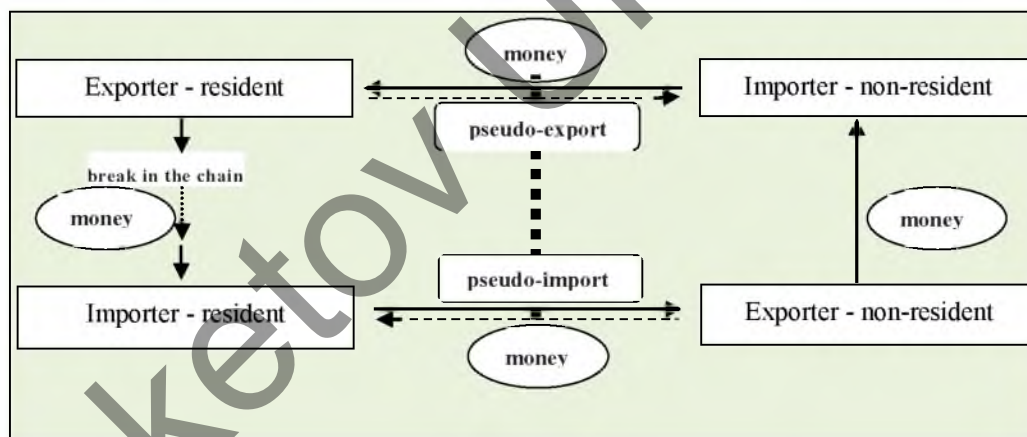 money
Exporter - resident
Importer - non-resident
pseudo-export
break in the chain
money
money
pseudo-import
Importer - resident
Exporter - non-resident
money
ketov U